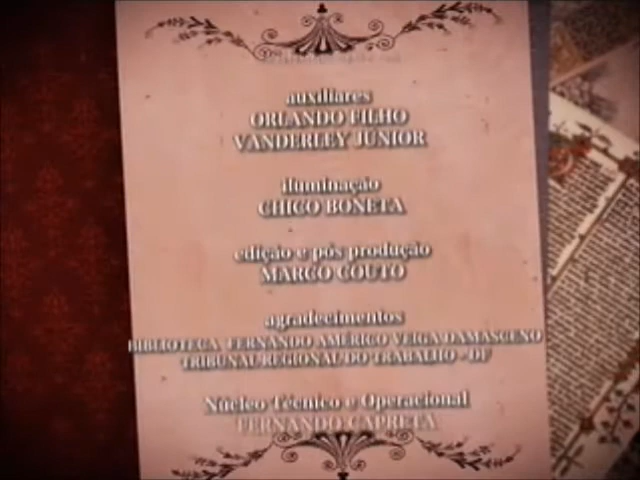 auxiliares
ORLANDO FILHO
VANDERLEY JÚNIOR
iluminação
CHICO BONETA
edição e pós produção
MARCO COUTO
agradecimentos
BIBLIOTECA FERNANDO AMÉRICO VEIGA DAMASCENO
TRIBUNAL REGIONAL DO TRABALHO - DF
Núcleo Técnico e Operacional
FERNANDO CAPRETA